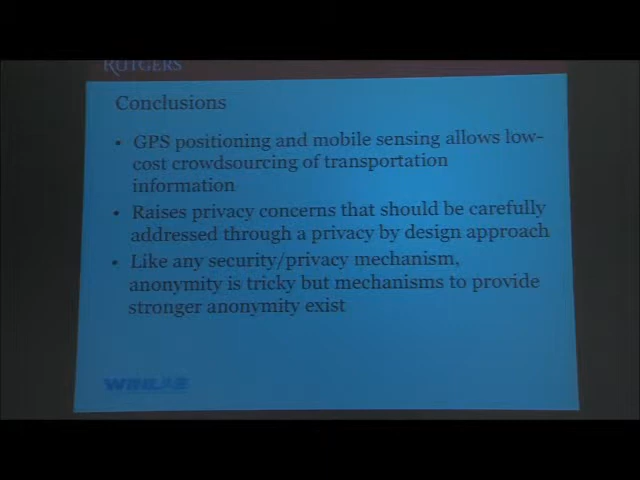 RUTGERS
Conclusions
• GPS positioning and mobile sensing allows low-
cost crowdsourcing of transportation
information
• Raises privacy concerns that should be carefully
addressed through a privacy by design approach
• Like any security/privacy mechanism,
anonymity is tricky but mechanisms to provide
stronger anonymity exist
WINLAB